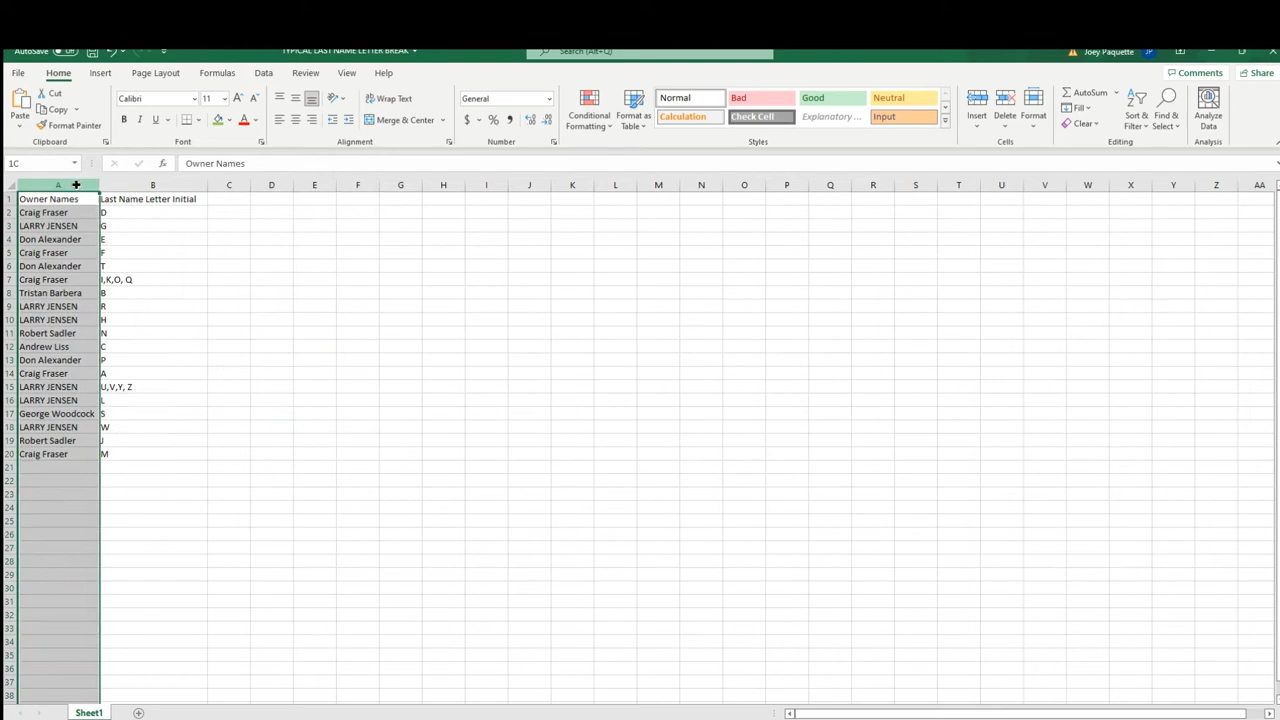 AutoSave Off TYPICAL LAST NAME LETTER BREAK Search (Alt+Q) Joey Paquette JP
File Home Insert Page Layout Formulas Data Review View Help Comments Share
Paste Cut Copy Format Painter Clipboard
Calibri 11 B I U A Font
Wrap Text Merge & Center Alignment
General $ % , Number
Conditional Formatting Format as Table
Normal Bad Good Neutral
Calculation Check Cell Explanatory ... Input
Styles
Insert Delete Format Cells
AutoSum Fill Clear Sort & Filter Find & Select Editing
Analyze Data Analysis
1C fx Owner Names
A B C D E F G H I J K L M N O P Q R S T U V W X Y Z AA
1 Owner Names Last Name Letter Initial
2 Craig Fraser D
3 LARRY JENSEN G
4 Don Alexander E
5 Craig Fraser F
6 Don Alexander T
7 Craig Fraser I,K,O, Q
8 Tristan Barbera B
9 LARRY JENSEN R
10 LARRY JENSEN H
11 Robert Sadler N
12 Andrew Liss C
13 Don Alexander P
14 Craig Fraser A
15 LARRY JENSEN U,V,Y, Z
16 LARRY JENSEN L
17 George Woodcock S
18 LARRY JENSEN W
19 Robert Sadler J
20 Craig Fraser M
21
22
23
24
25
26
27
28
29
30
31
32
33
34
35
36
37
38
Sheet1